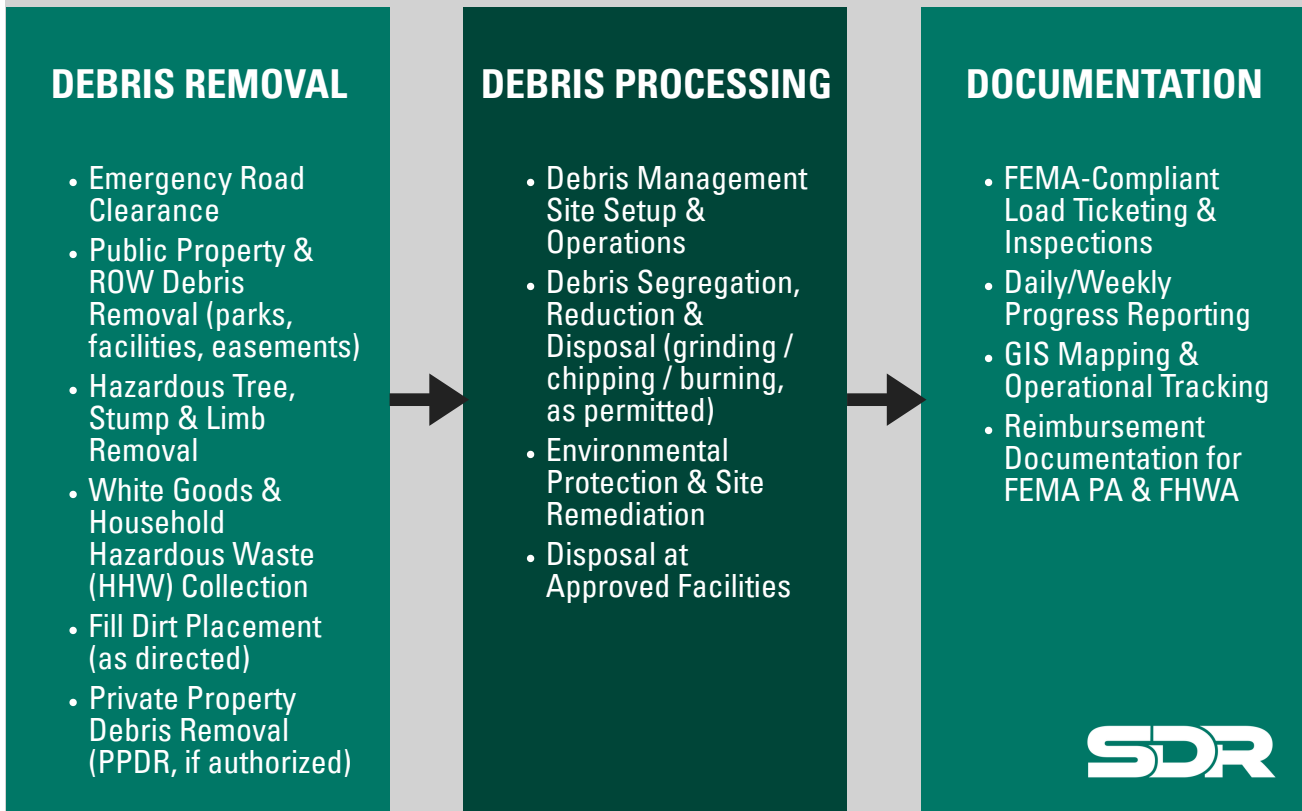 DEBRIS REMOVAL
• Emergency Road
Clearance
• Public Property &
ROW Debris
Removal (parks,
facilities, easements)
• Hazardous Tree,
Stump & Limb
Removal
• White Goods &
Household
Hazardous Waste
(HHW) Collection
• Fill Dirt Placement
(as directed)
• Private Property
Debris Removal
(PPDR, if authorized)
DEBRIS PROCESSING
• Debris Management
Site Setup &
Operations
• Debris Segregation,
Reduction &
Disposal (grinding /
chipping / burning,
as permitted)
• Environmental
Protection & Site
Remediation
• Disposal at
Approved Facilities
DOCUMENTATION
• FEMA-Compliant
Load Ticketing &
Inspections
• Daily/Weekly
Progress Reporting
• GIS Mapping &
Operational Tracking
• Reimbursement
Documentation for
FEMA PA & FHWA
SDR